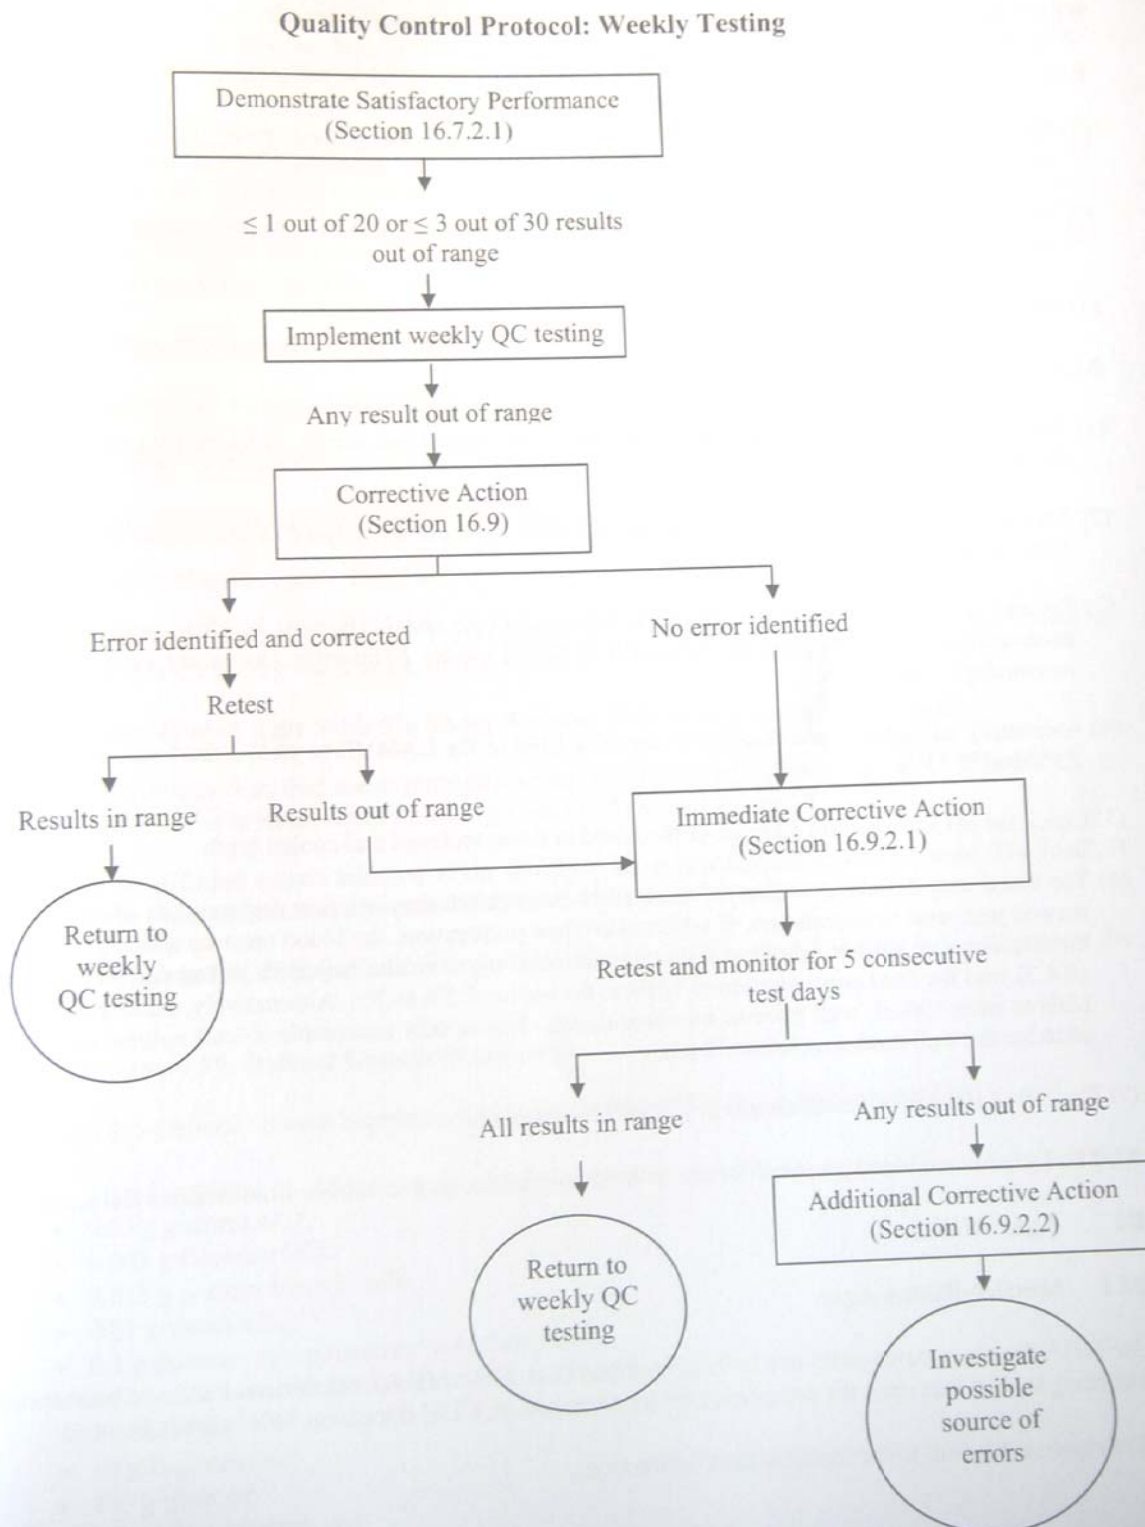 Quality Control Protocol: Weekly Testing
Demonstrate Satisfactory Performance
(Section 16.7.2.1)
≤ 1 out of 20 or ≤ 3 out of 30 results
out of range
Implement weekly QC testing
Any result out of range
Corrective Action
(Section 16.9)
Error identified and corrected
No error identified
Retest
Results in range
Results out of range
Immediate Corrective Action
(Section 16.9.2.1)
Return to
weekly
QC testing
Retest and monitor for 5 consecutive
test days
All results in range
Any results out of range
Additional Corrective Action
(Section 16.9.2.2)
Return to
weekly QC
testing
Investigate
possible
source of
errors